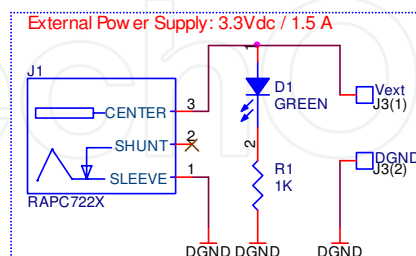 External Power Supply: 3.3Vdc / 1.5 A
J1
1
CENTER
3
D1
GREEN
Vext
J3(1)
SHUNT
2
2
DGND
J3(2)
SLEEVE
1
R1
1K
RAPC722X
DGND
DGND
DGND